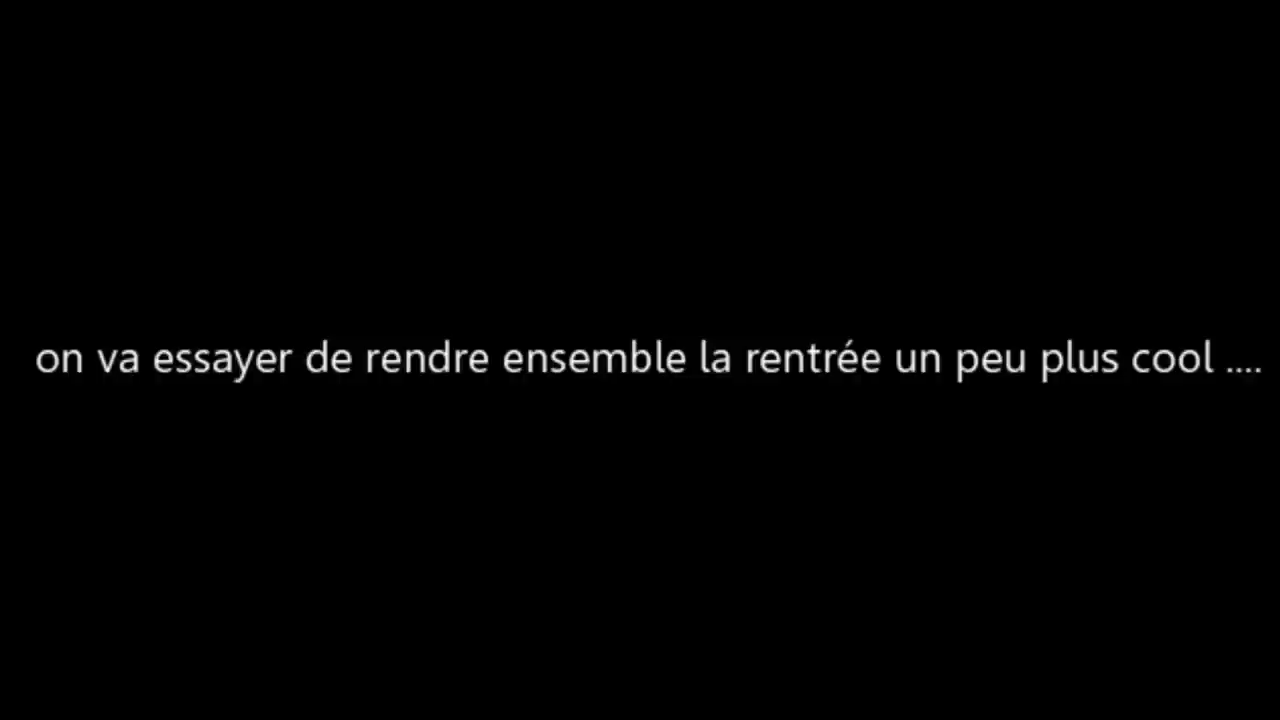 on va essayer de rendre ensemble la rentrée un peu plus cool ....